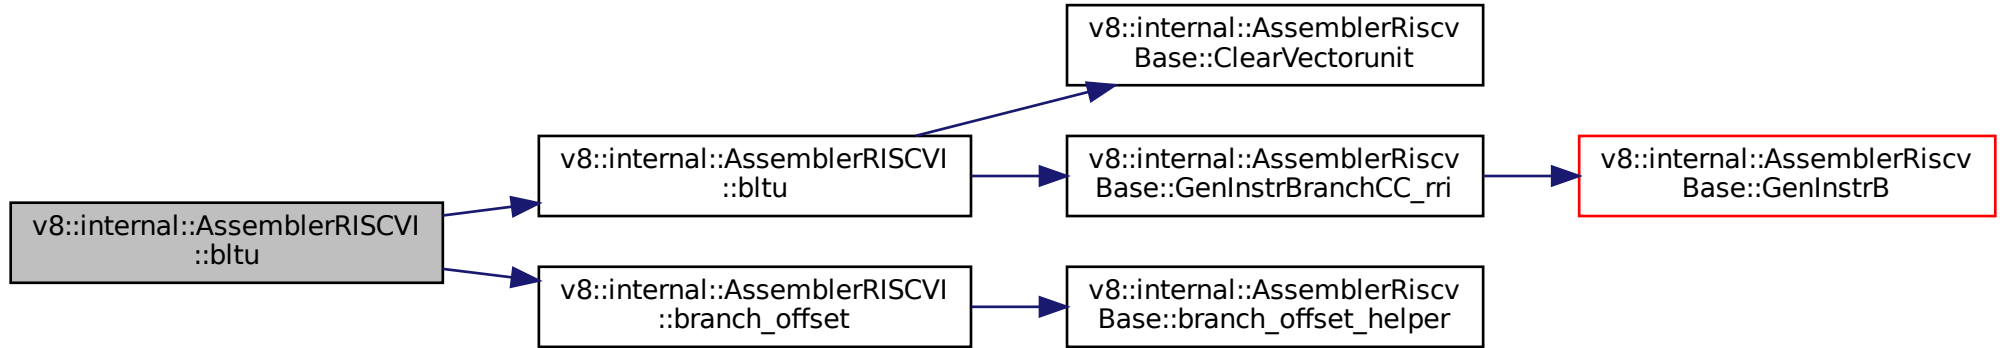 v8::internal::AssemblerRISCVI
::bltu
v8::internal::AssemblerRISCVI
::bltu
v8::internal::AssemblerRiscv
Base::ClearVectorunit
v8::internal::AssemblerRiscv
Base::GenInstrBranchCC_rri
v8::internal::AssemblerRiscv
Base::GenInstrB
v8::internal::AssemblerRISCVI
::branch_offset
v8::internal::AssemblerRiscv
Base::branch_offset_helper